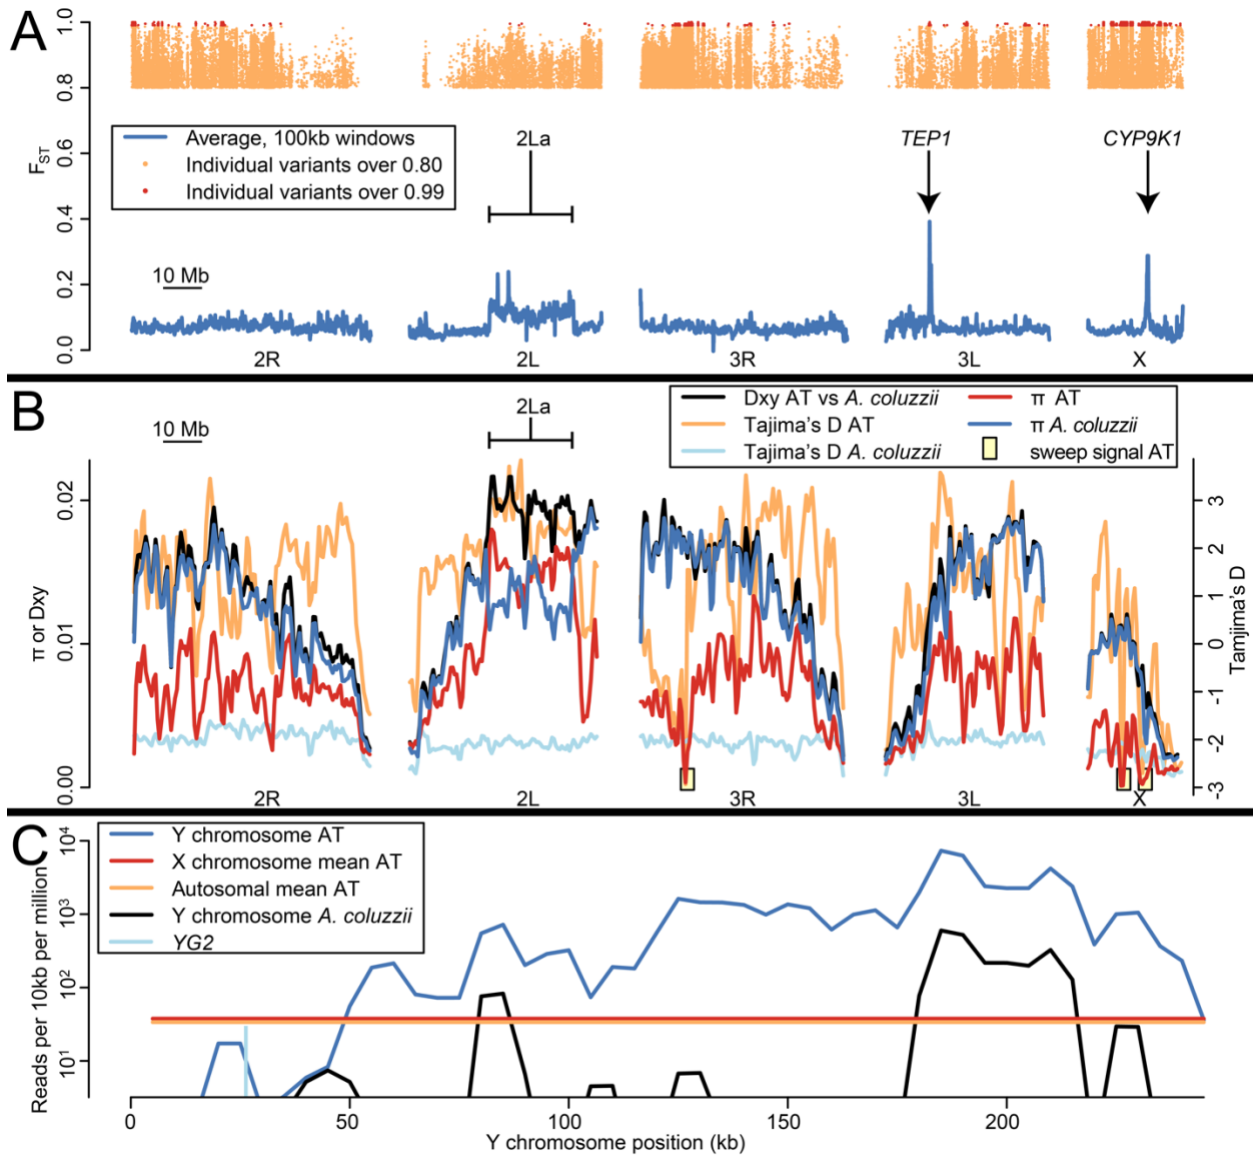 A
1.0
0.8
0.6
0.4
0.2
0.0
FST
Average, 100kb windows
Individual variants over 0.80
Individual variants over 0.99
2La
TEP1
CYP9K1
10 Mb
2R
2L
3R
3L
X
B
10 Mb
2La
Dxy AT vs A. coluzzii
Tajima's D AT
Tajima's D A. coluzzii
π AT
π A. coluzzii
sweep signal AT
0.02
0.01
0.00
π or Dxy
3
2
1
0
-1
-2
-3
Tamjima's D
2R
2L
3R
3L
X
C
Y chromosome AT
X chromosome mean AT
Autosomal mean AT
Y chromosome A. coluzzii
YG2
10⁴
10³
10²
10¹
Reads per 10kb per million
0
50
100
150
200
Y chromosome position (kb)